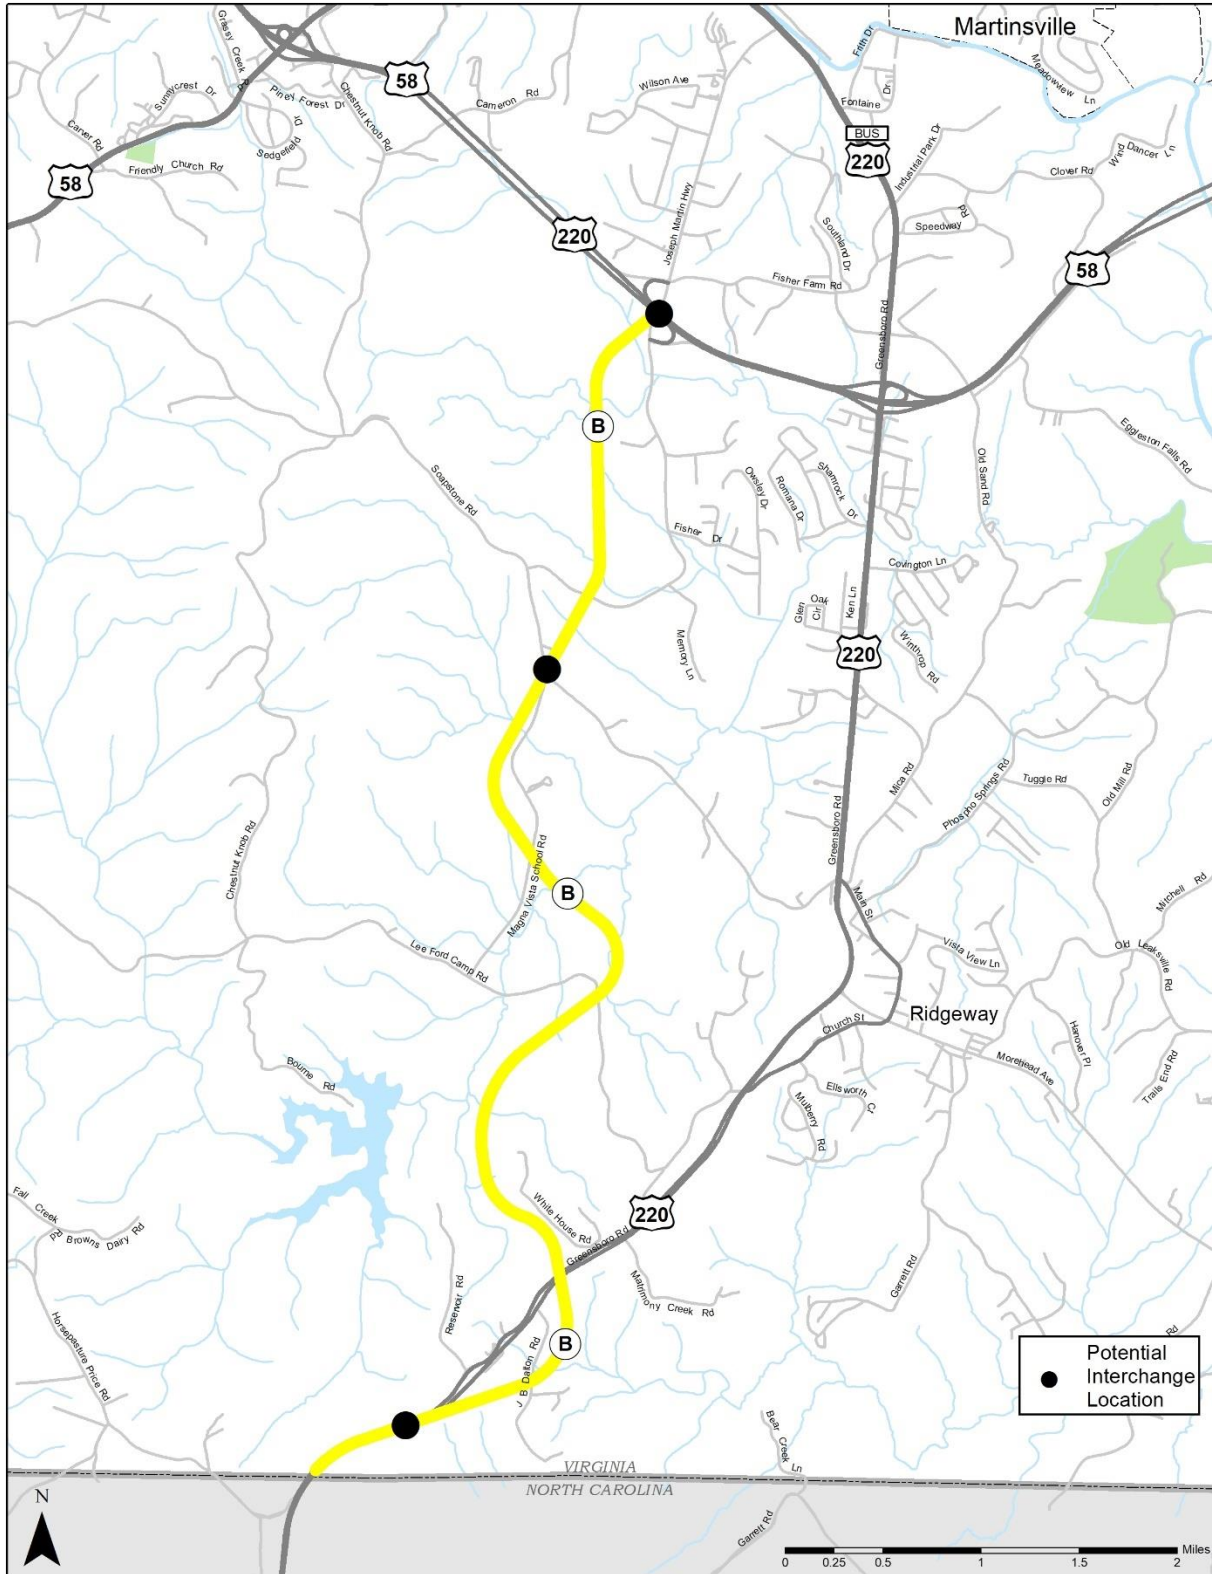 Martinsville
Grassy Creek Rd
Frith Dr
Meadowview Ln
58
Wilson Ave
Sunnycrest Dr
Piney Forest Dr
Chestnut Knob Rd
Cameron Rd
Fontaine Dr
Carver Rd
Sedgefield Dr
BUS
220
Industrial Park Dr
Wind Dancer Ln
Friendly Church Rd
58
Clover Rd
Joseph Martin Hwy
Southland Dr
Speedway Rd
220
Fisher Farm Rd
58
Greensboro Rd
B
Eggleston Falls Rd
Soapstone Rd
Owsley Dr
Romana Dr
Shamrock Dr
Old Sand Rd
Fisher Dr
Covington Ln
Glen Oak Cir
Ken Ln
Memory Ln
220
Winthrop Rd
Mica Rd
Phospho Springs Rd
Tuggle Rd
Old Mill Rd
Greensboro Rd
Chestnut Knob Rd
Magna Vista School Rd
B
Main St
Mitchell Rd
Lee Ford Camp Rd
Vista View Ln
Old Leaksville Rd
Church St
Ridgeway
Hanover Pl
Morehead Ave
Trails End Rd
Bourne Rd
Ellsworth Ct
Mulberry Rd
Fall Creek Rd
Browns Dairy Rd
White House Rd
220
Greensboro Rd
Matrimony Creek Rd
Garrett Rd
Reservoir Rd
Horsepasture Price Rd
B
J B Dalton Rd
Rd
Potential
Interchange
Location
Bear Creek Ln
VIRGINIA
NORTH CAROLINA
N
Garrett Rd
Miles
0 0.25 0.5 1 1.5 2